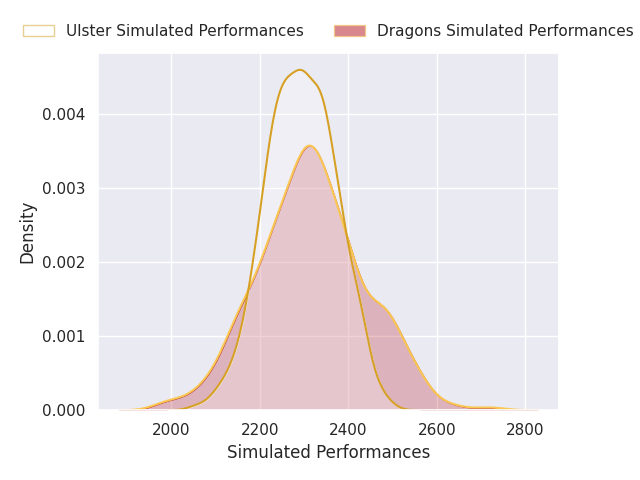 Ulster Simulated Performances
Dragons Simulated Performances
0.004
0.003
0.002
0.001
0.000
Density
2000
2200
2400
2600
2800
Simulated Performances